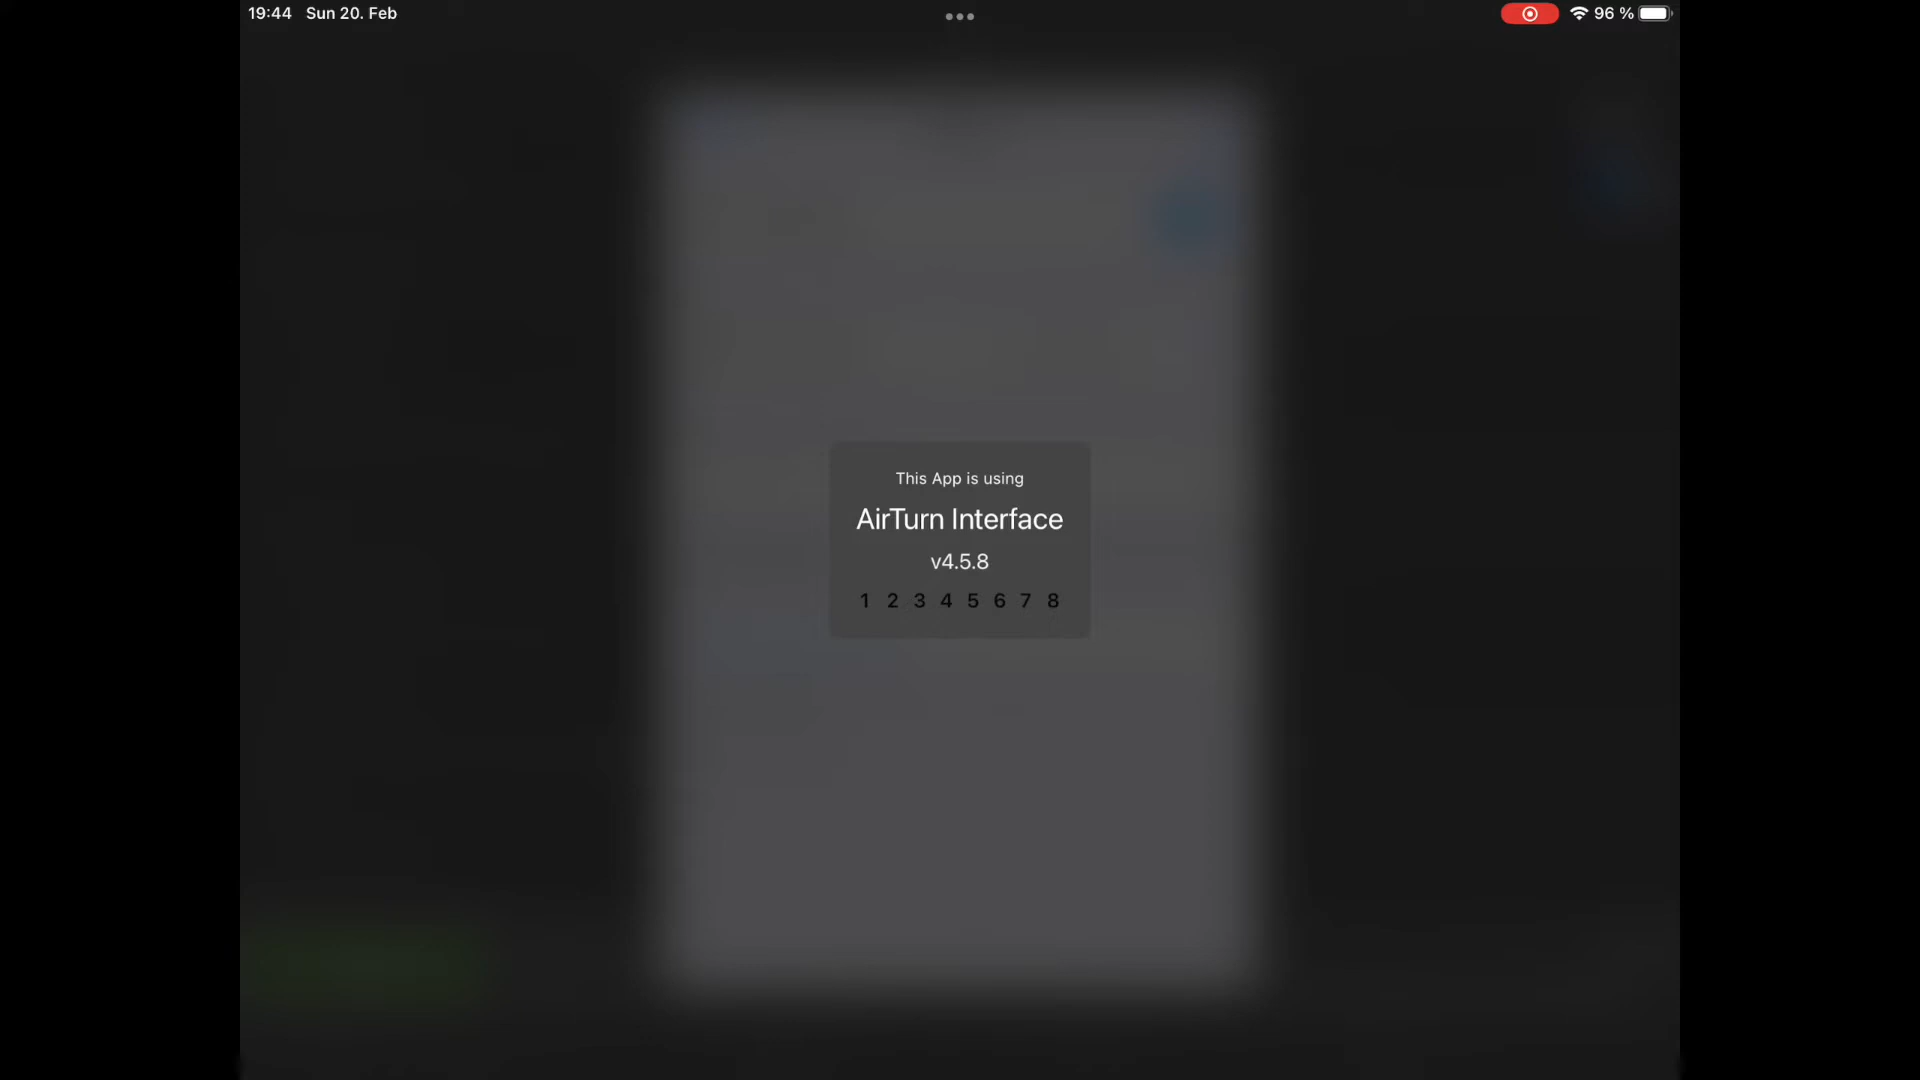 19:44 Sun 20. Feb
96 %
This App is using
AirTurn Interface
v4.5.8
1 2 3 4 5 6 7 8